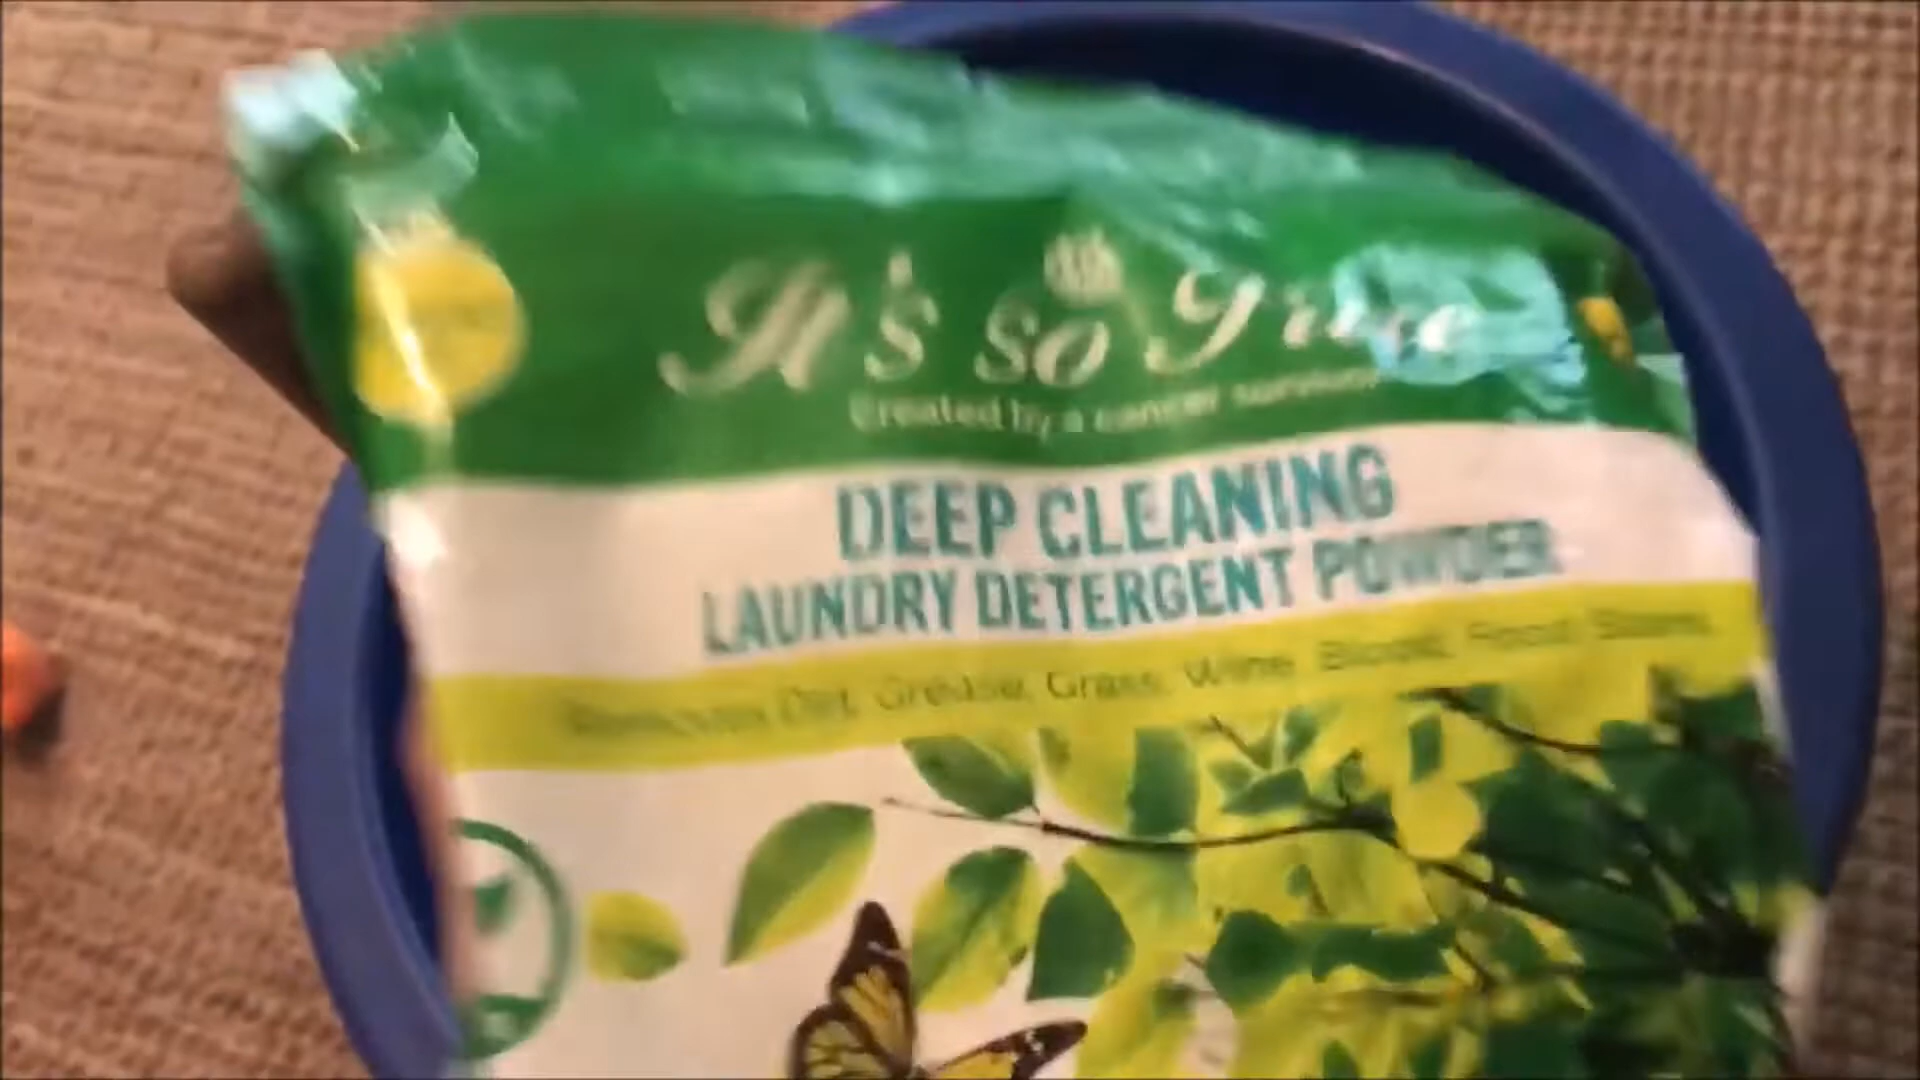 It's so
Created by a cancer survivor
DEEP CLEANING
LAUNDRY DETERGENT POWDER
Removes Dirt, Grease, Grass, Wine, Blood, Food Stains